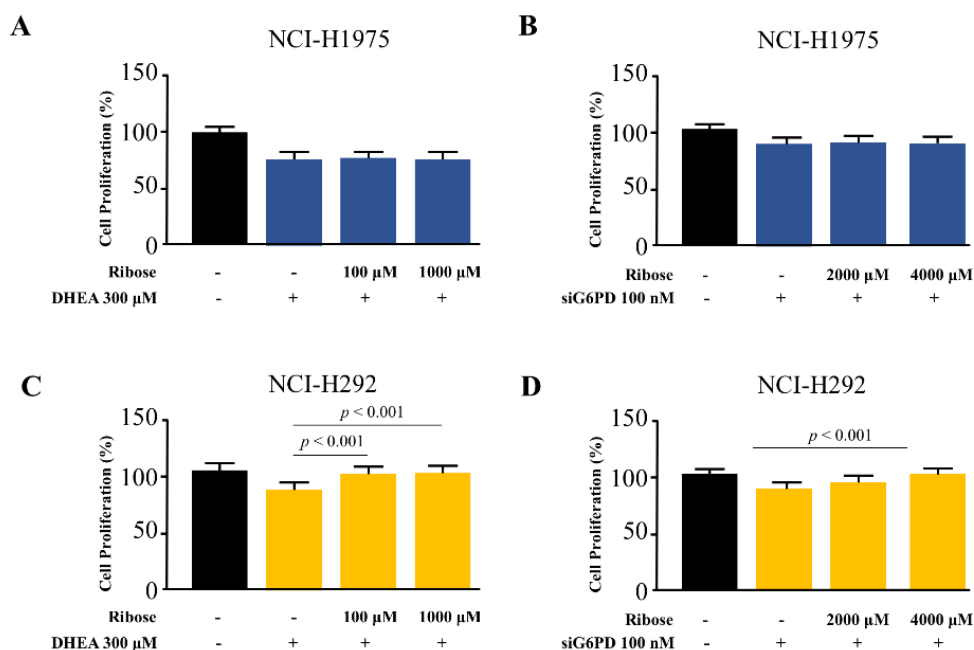 A
NCI-H1975
Cell Proliferation (%)
150
100
50
0
Ribose - - 100 µM 1000 µM
DHEA 300 µM - + + +
B
NCI-H1975
Cell Proliferation (%)
150
100
50
0
Ribose - - 2000 µM 4000 µM
siG6PD 100 nM - + + +
C
NCI-H292
Cell Proliferation (%)
150
100
50
0
p < 0.001
p < 0.001
Ribose - - 100 µM 1000 µM
DHEA 300 µM - + + +
D
NCI-H292
Cell Proliferation (%)
150
100
50
0
p < 0.001
Ribose - - 2000 µM 4000 µM
siG6PD 100 nM - + + +